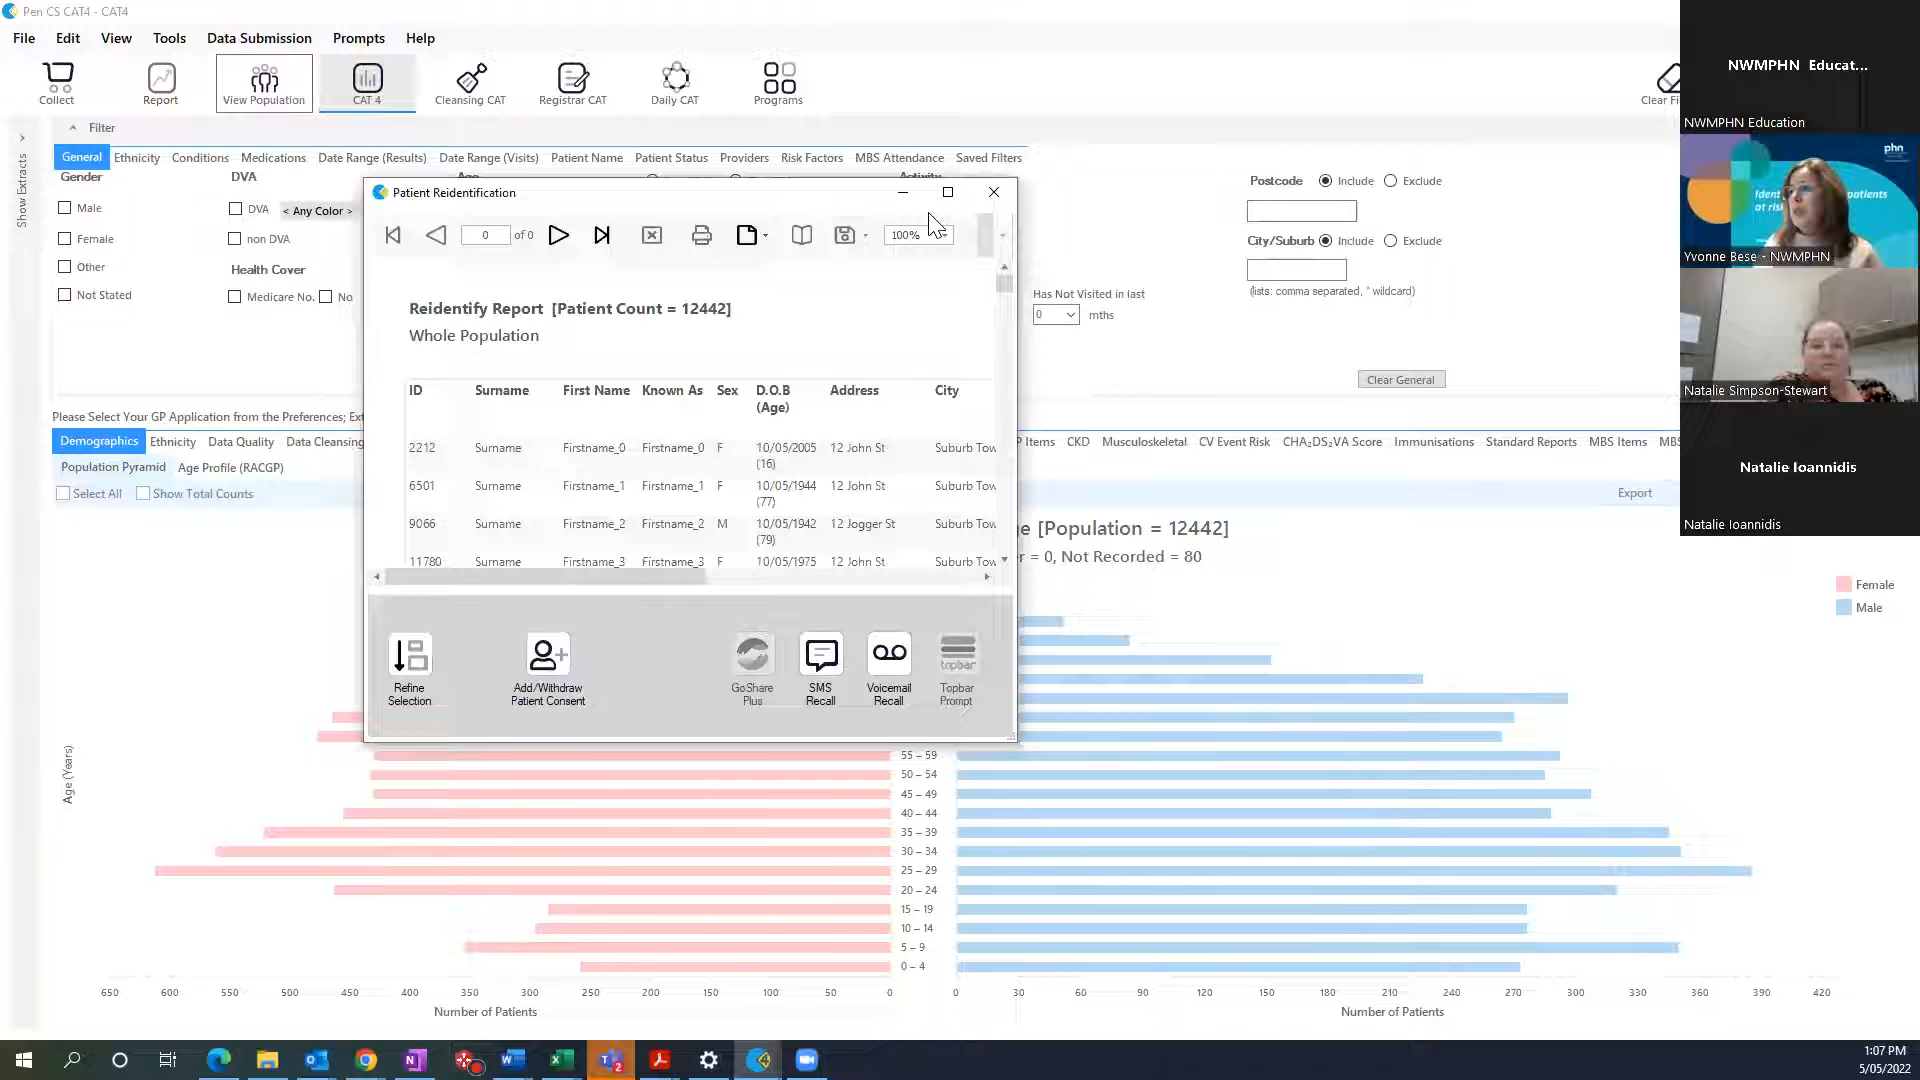 Pen CS CAT4 - CAT4
File Edit View Tools Data Submission Prompts Help
Collect Report View Population CAT 4 Cleansing CAT Registrar CAT Daily CAT Programs
Filter
General Ethnicity Conditions Medications Date Range (Results) Date Range (Visits) Patient Name Patient Status Providers Risk Factors MBS Attendance Saved Filters
Show Extracts
Gender DVA
Male DVA < Any Color >
Female non DVA
Other Health Cover
Not Stated Medicare No. No
Postcode Include Exclude
City/Suburb Include Exclude
(lists: comma separated, * wildcard)
Has Not Visited in last
0 mths
Clear General
Patient Reidentification
0 of 0 100%
Reidentify Report [Patient Count = 12442]
Whole Population
ID Surname First Name Known As Sex D.O.B (Age) Address City
2212 Surname Firstname_0 Firstname_0 F 10/05/2005 (16) 12 John St Suburb Tow
6501 Surname Firstname_1 Firstname_1 F 10/05/1944 (77) 12 John St Suburb Tow
9066 Surname Firstname_2 Firstname_2 M 10/05/1942 (79) 12 Jogger St Suburb Tow
11780 Surname Firstname_3 Firstname_3 F 10/05/1975 12 John St Suburb Tow
Refine Selection
Add/Withdraw Patient Consent
GoShare Plus
SMS Recall
Voicemail Recall
topbar
Topbar Prompt
Please Select Your GP Application from the Preferences; Ext
Demographics Ethnicity Data Quality Data Cleansing
P Items CKD Musculoskeletal CV Event Risk CHA₂DS₂VA Score Immunisations Standard Reports MBS Items MBS
Population Pyramid Age Profile (RACGP)
Select All Show Total Counts
Export
ge [Population = 12442]
er = 0, Not Recorded = 80
Female
Male
Age (Years)
55 – 59
50 – 54
45 – 49
40 – 44
35 – 39
30 – 34
25 – 29
20 – 24
15 – 19
10 – 14
5 – 9
0 – 4
650 600 550 500 450 400 350 300 250 200 150 100 50 0
0 30 60 90 120 150 180 210 240 270 300 330 360 390 420
Number of Patients
Number of Patients
NWMPHN Educat...
NWMPHN Education
phn
patients
Yvonne Bese - NWMPHN
Natalie Simpson-Stewart
Natalie Ioannidis
Natalie Ioannidis
1:07 PM
5/05/2022